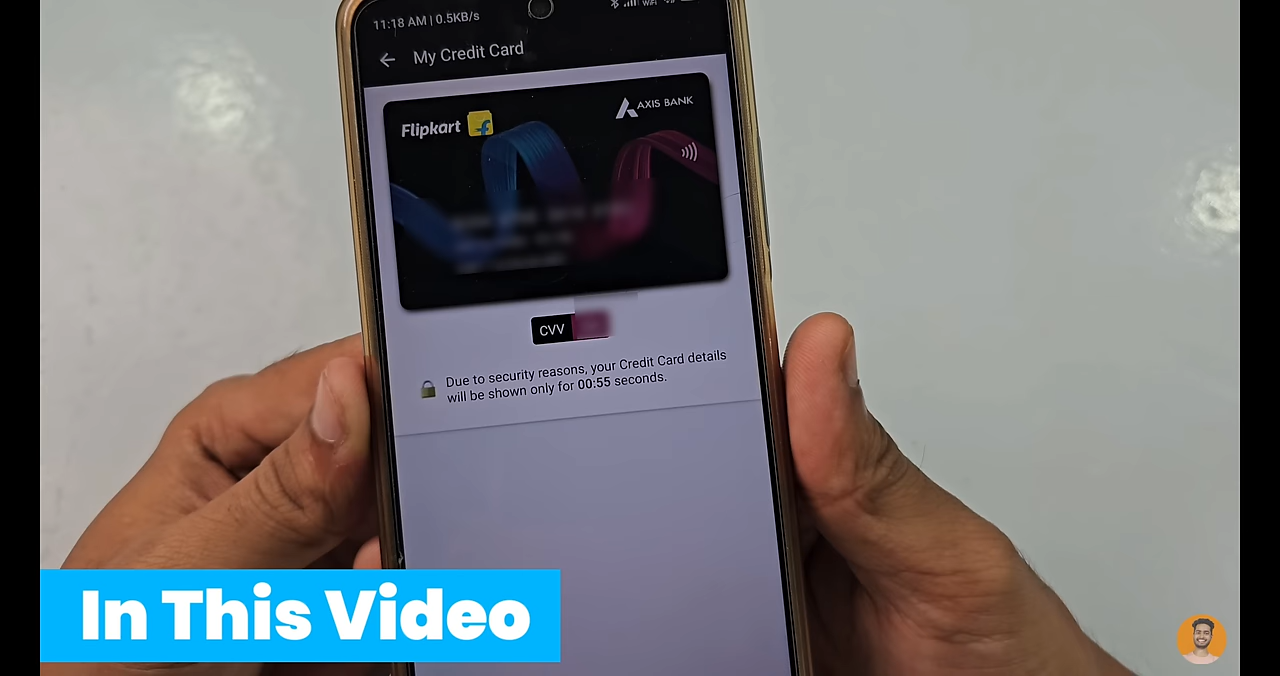 11:18 AM | 0.5KB/s
My Credit Card
Flipkart
AXIS BANK
CVV
Due to security reasons, your Credit Card details
will be shown only for 00:55 seconds.
In This Video